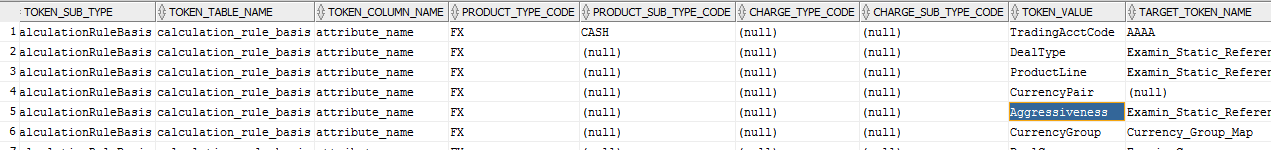 TOKEN_SUB_TYPE TOKEN_TABLE_NAME TOKEN_COLUMN_NAME PRODUCT_TYPE_CODE PRODUCT_SUB_TYPE_CODE CHARGE_TYPE_CODE CHARGE_SUB_TYPE_CODE TOKEN_VALUE TARGET_TOKEN_NAME
1 alculationRuleBasis calculation_rule_basis attribute_name FX CASH (null) (null) TradingAcctCode AAAA
2 alculationRuleBasis calculation_rule_basis attribute_name FX (null) (null) (null) DealType Examin_Static_Referen
3 alculationRuleBasis calculation_rule_basis attribute_name FX (null) (null) (null) ProductLine Examin_Static_Referen
4 alculationRuleBasis calculation_rule_basis attribute_name FX (null) (null) (null) CurrencyPair (null)
5 alculationRuleBasis calculation_rule_basis attribute_name FX (null) (null) (null) Aggressiveness Examin_Static_Referen
6 alculationRuleBasis calculation_rule_basis attribute_name FX (null) (null) (null) CurrencyGroup Currency_Group_Map